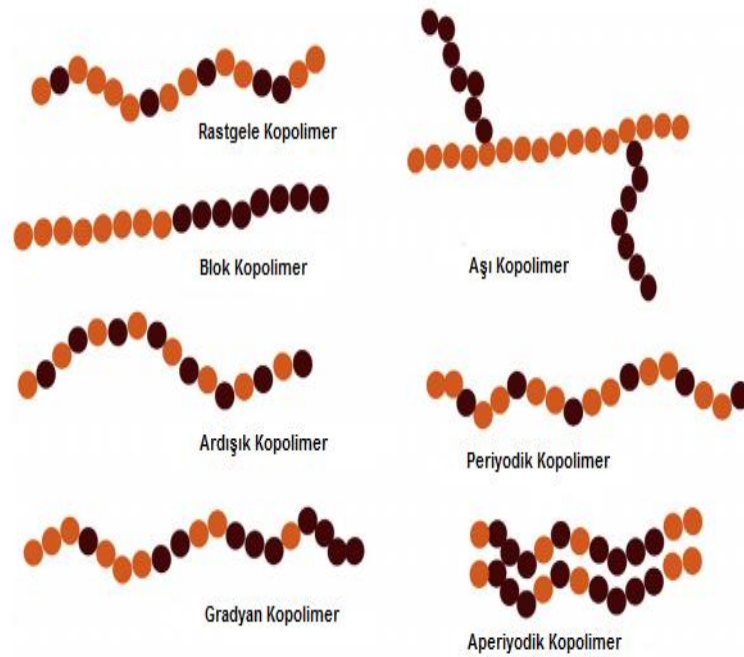 Rastgele Kopolimer
Blok Kopolimer
Aşı Kopolimer
Ardışık Kopolimer
Periyodik Kopolimer
Gradyan Kopolimer
Aperiyodik Kopolimer